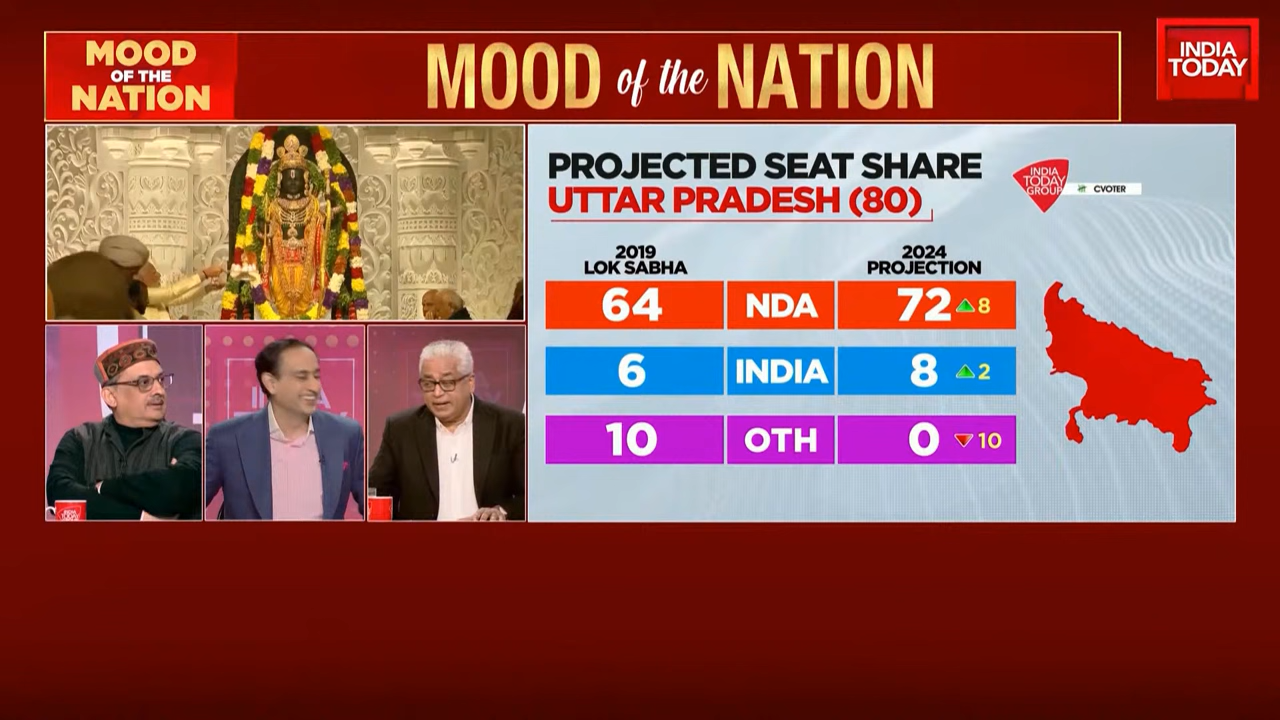 MOOD
OF THE
NATION
MOOD of the NATION
INDIA
TODAY
PROJECTED SEAT SHARE
UTTAR PRADESH (80)
INDIA
TODAY
GROUP
CVOTER
2019
LOK SABHA
2024
PROJECTION
64 NDA 72 8
6 INDIA 8 2
10 OTH 0 10